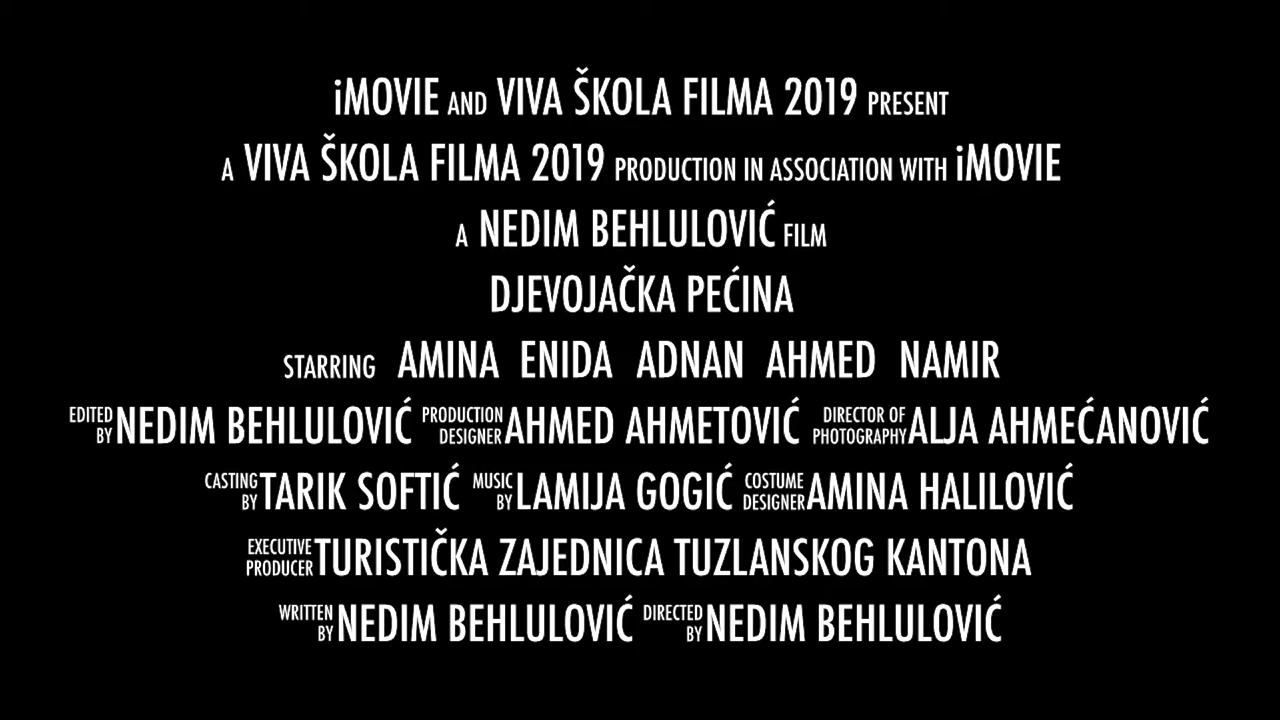 iMOVIE AND VIVA ŠKOLA FILMA 2019 PRESENT
A VIVA ŠKOLA FILMA 2019 PRODUCTION IN ASSOCIATION WITH iMOVIE
A NEDIM BEHLULOVIĆ FILM
DJEVOJAČKA PEĆINA
STARRING AMINA ENIDA ADNAN AHMED NAMIR
EDITED BY NEDIM BEHLULOVIĆ PRODUCTION DESIGNER AHMED AHMETOVIĆ DIRECTOR OF PHOTOGRAPHY ALJA AHMEĆANOVIĆ
CASTING BY TARIK SOFTIĆ MUSIC BY LAMIJA GOGIĆ COSTUME DESIGNER AMINA HALILOVIĆ
EXECUTIVE PRODUCER TURISTIČKA ZAJEDNICA TUZLANSKOG KANTONA
WRITTEN BY NEDIM BEHLULOVIĆ DIRECTED BY NEDIM BEHLULOVIĆ